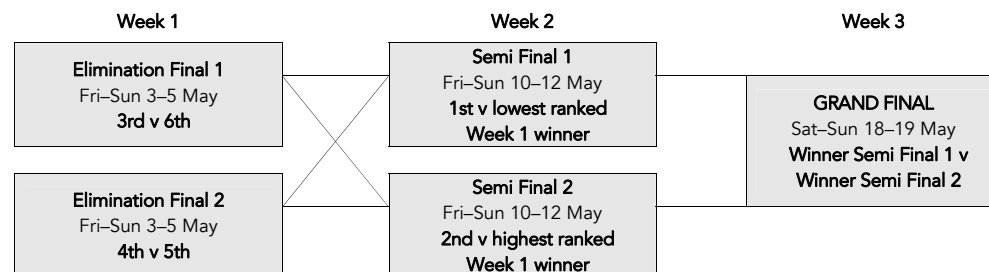 Week 1
Week 2
Week 3
Elimination Final 1
Fri–Sun 3–5 May
3rd v 6th
Semi Final 1
Fri–Sun 10–12 May
1st v lowest ranked
Week 1 winner
GRAND FINAL
Sat–Sun 18–19 May
Winner Semi Final 1 v
Winner Semi Final 2
Elimination Final 2
Fri–Sun 3–5 May
4th v 5th
Semi Final 2
Fri–Sun 10–12 May
2nd v highest ranked
Week 1 winner